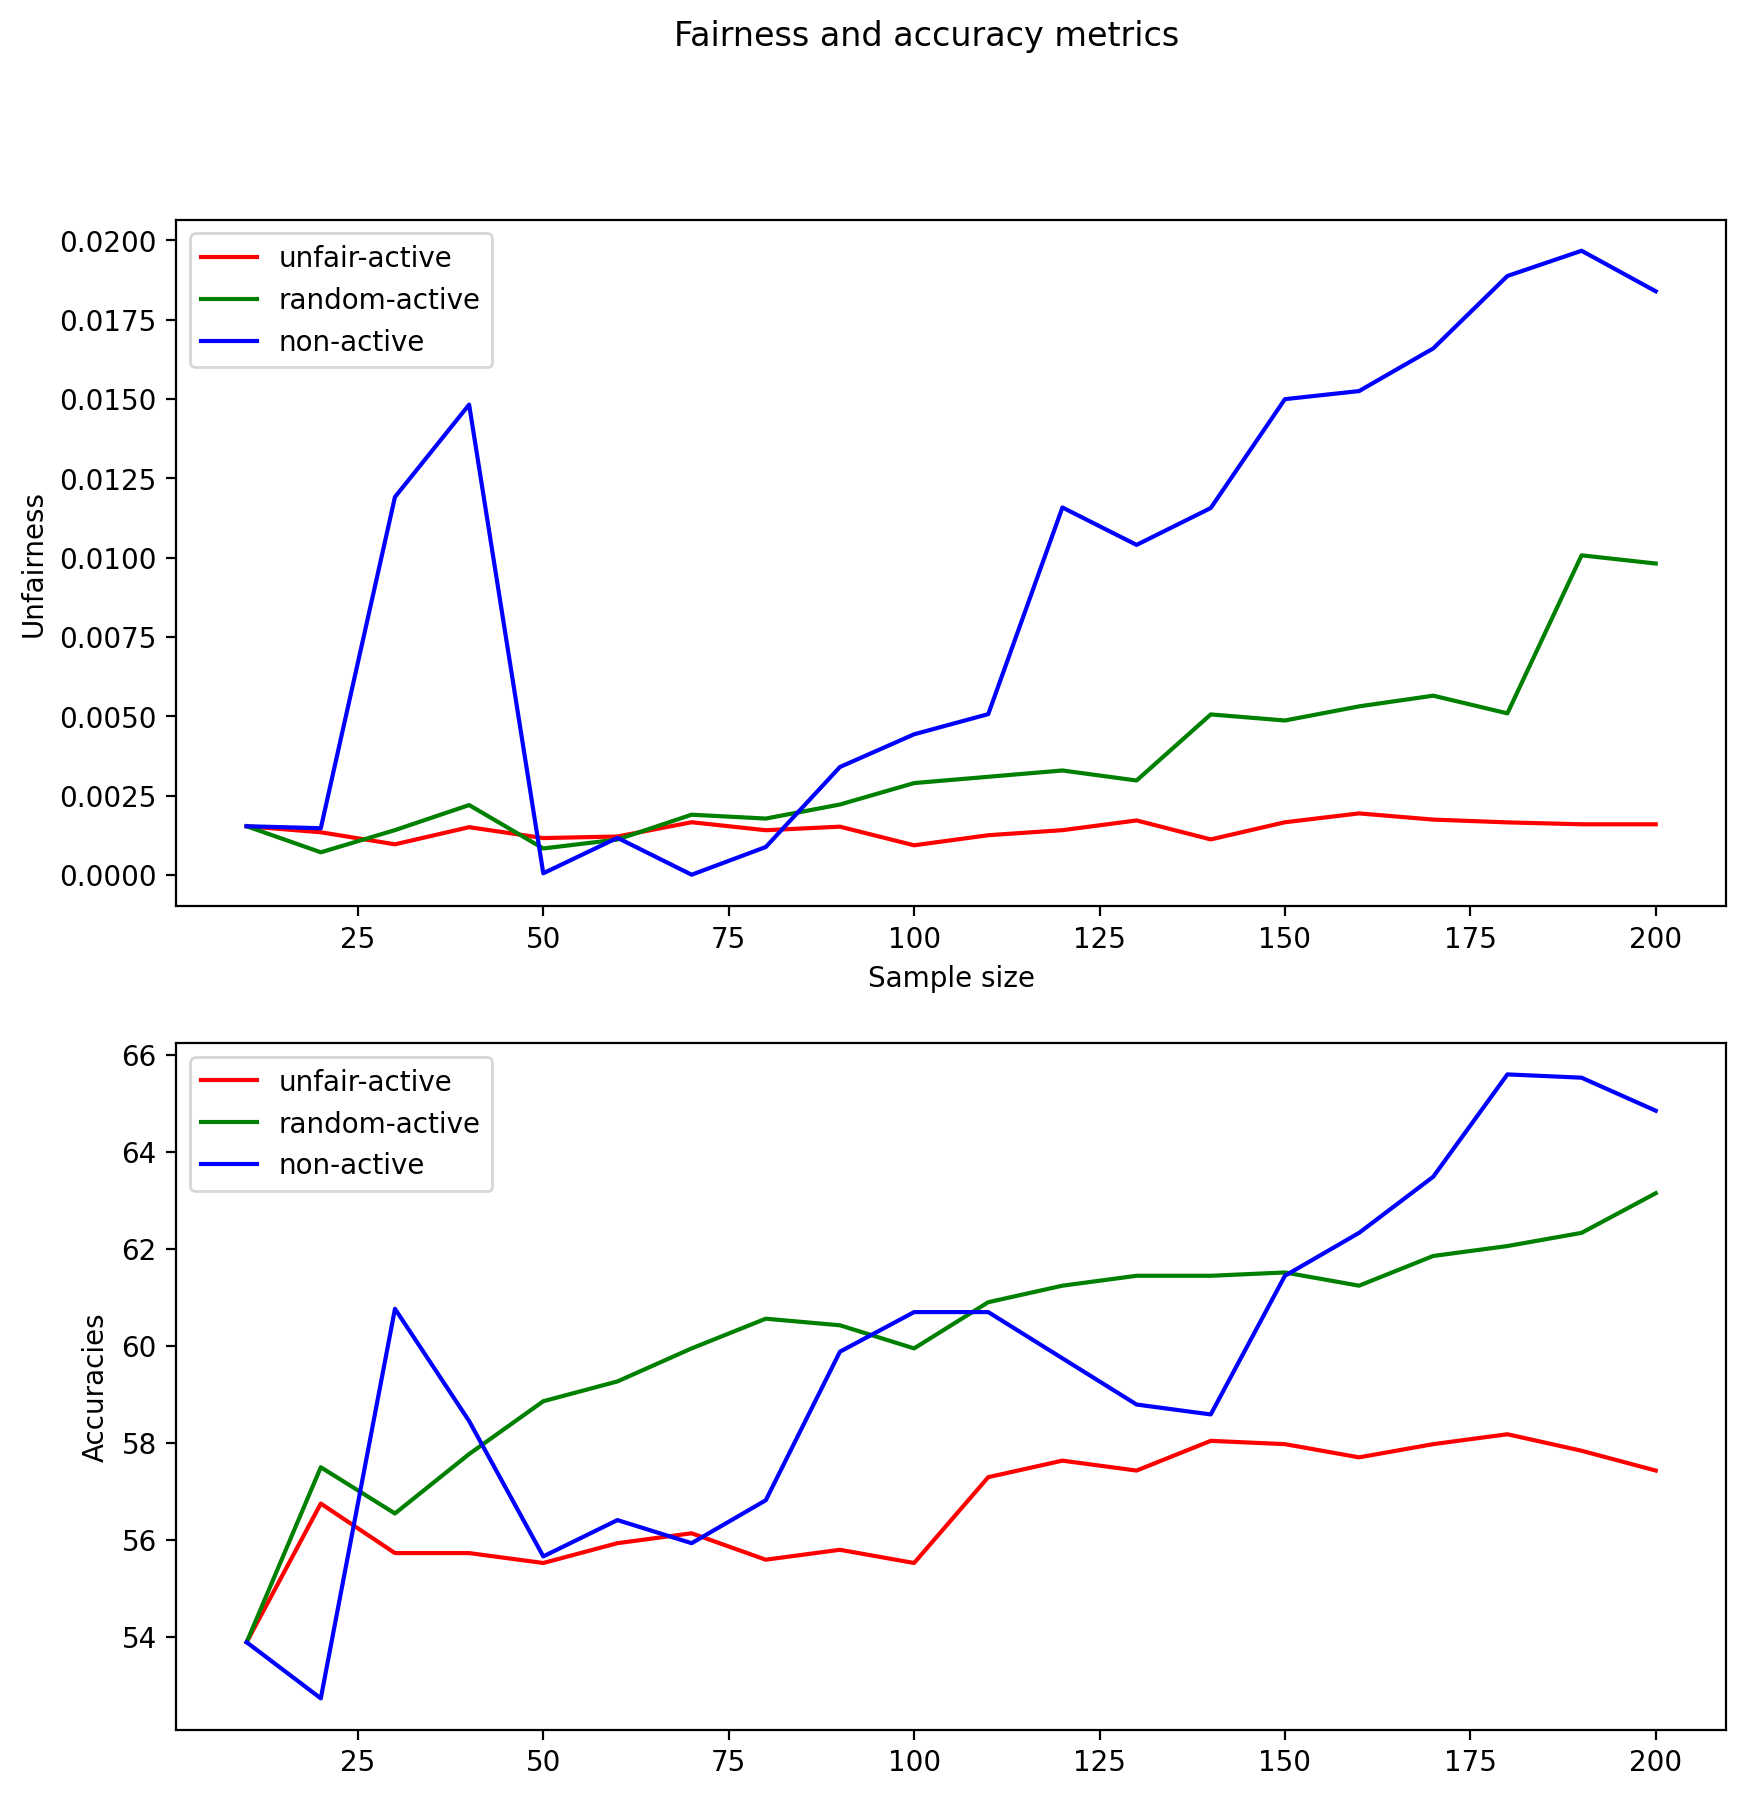 Fairness and accuracy metrics
0.0200
0.0175
0.0150
0.0125
0.0100
0.0075
0.0050
0.0025
0.0000
Unfairness
unfair-active
random-active
non-active
25 50 75 100 125 150 175 200
Sample size
66
64
62
60
58
56
54
Accuracies
unfair-active
random-active
non-active
25 50 75 100 125 150 175 200